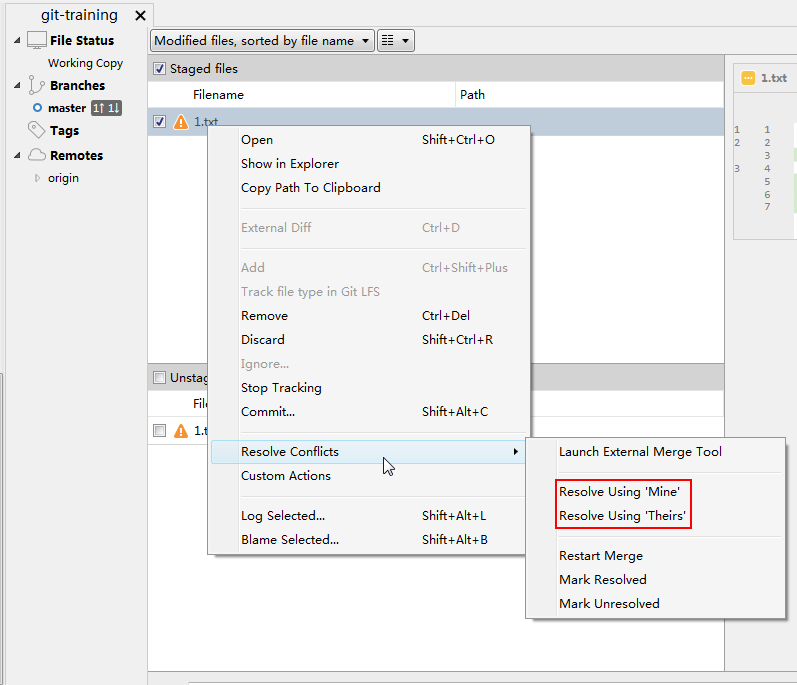 git-training
File Status
Working Copy
Branches
master 1↑ 1↓
Tags
Remotes
origin
Modified files, sorted by file name
Staged files
Filename Path
1.txt
Open Shift+Ctrl+O
Show in Explorer
Copy Path To Clipboard
External Diff Ctrl+D
Add Ctrl+Shift+Plus
Track file type in Git LFS
Remove Ctrl+Del
Discard Shift+Ctrl+R
Ignore...
Stop Tracking
Commit... Shift+Alt+C
Resolve Conflicts
Custom Actions
Log Selected... Shift+Alt+L
Blame Selected... Shift+Alt+B
Launch External Merge Tool
Resolve Using 'Mine'
Resolve Using 'Theirs'
Restart Merge
Mark Resolved
Mark Unresolved
1.txt
1 1
2 2
3
3 4
5
6
7